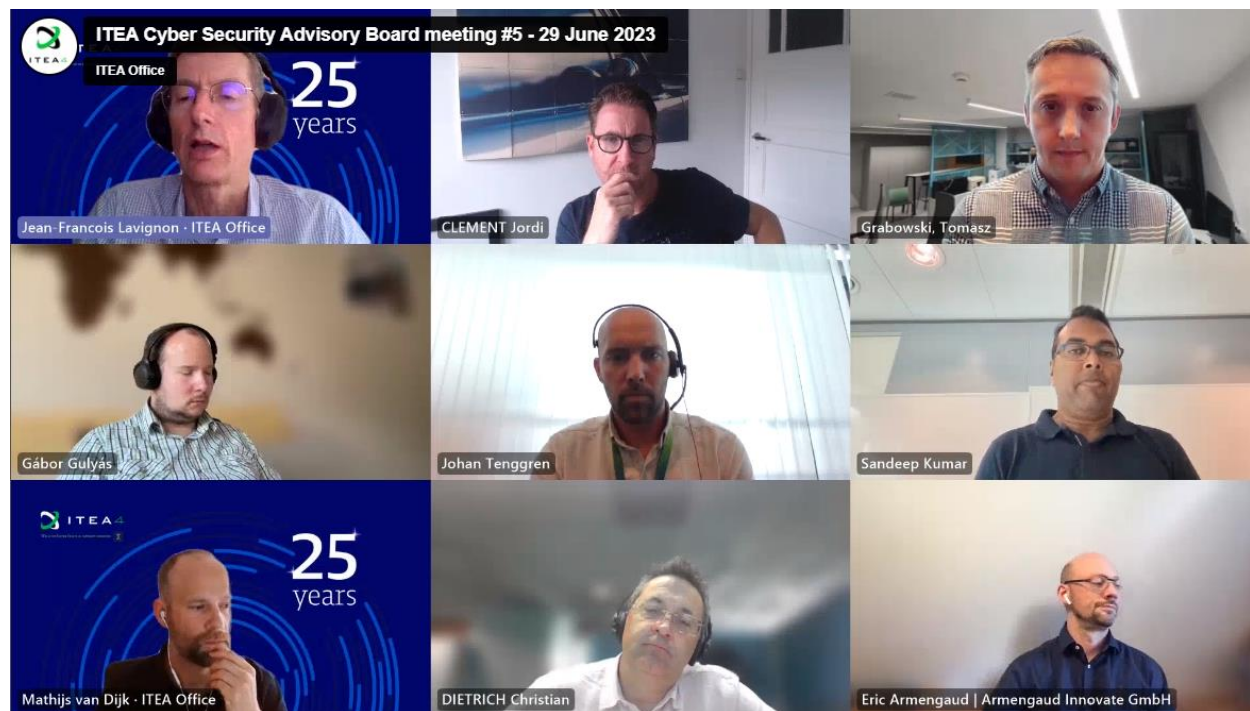 ITEA Cyber Security Advisory Board meeting #5 - 29 June 2023
ITEA4
ITEA Office
25
years
Jean-Francois Lavignon · ITEA Office
CLEMENT Jordi
Grabowski, Tomasz
Gábor Gulyás
Johan Tenggren
Sandeep Kumar
ITEA4
25
years
Mathijs van Dijk · ITEA Office
DIETRICH Christian
Eric Armengaud | Armengaud Innovate GmbH